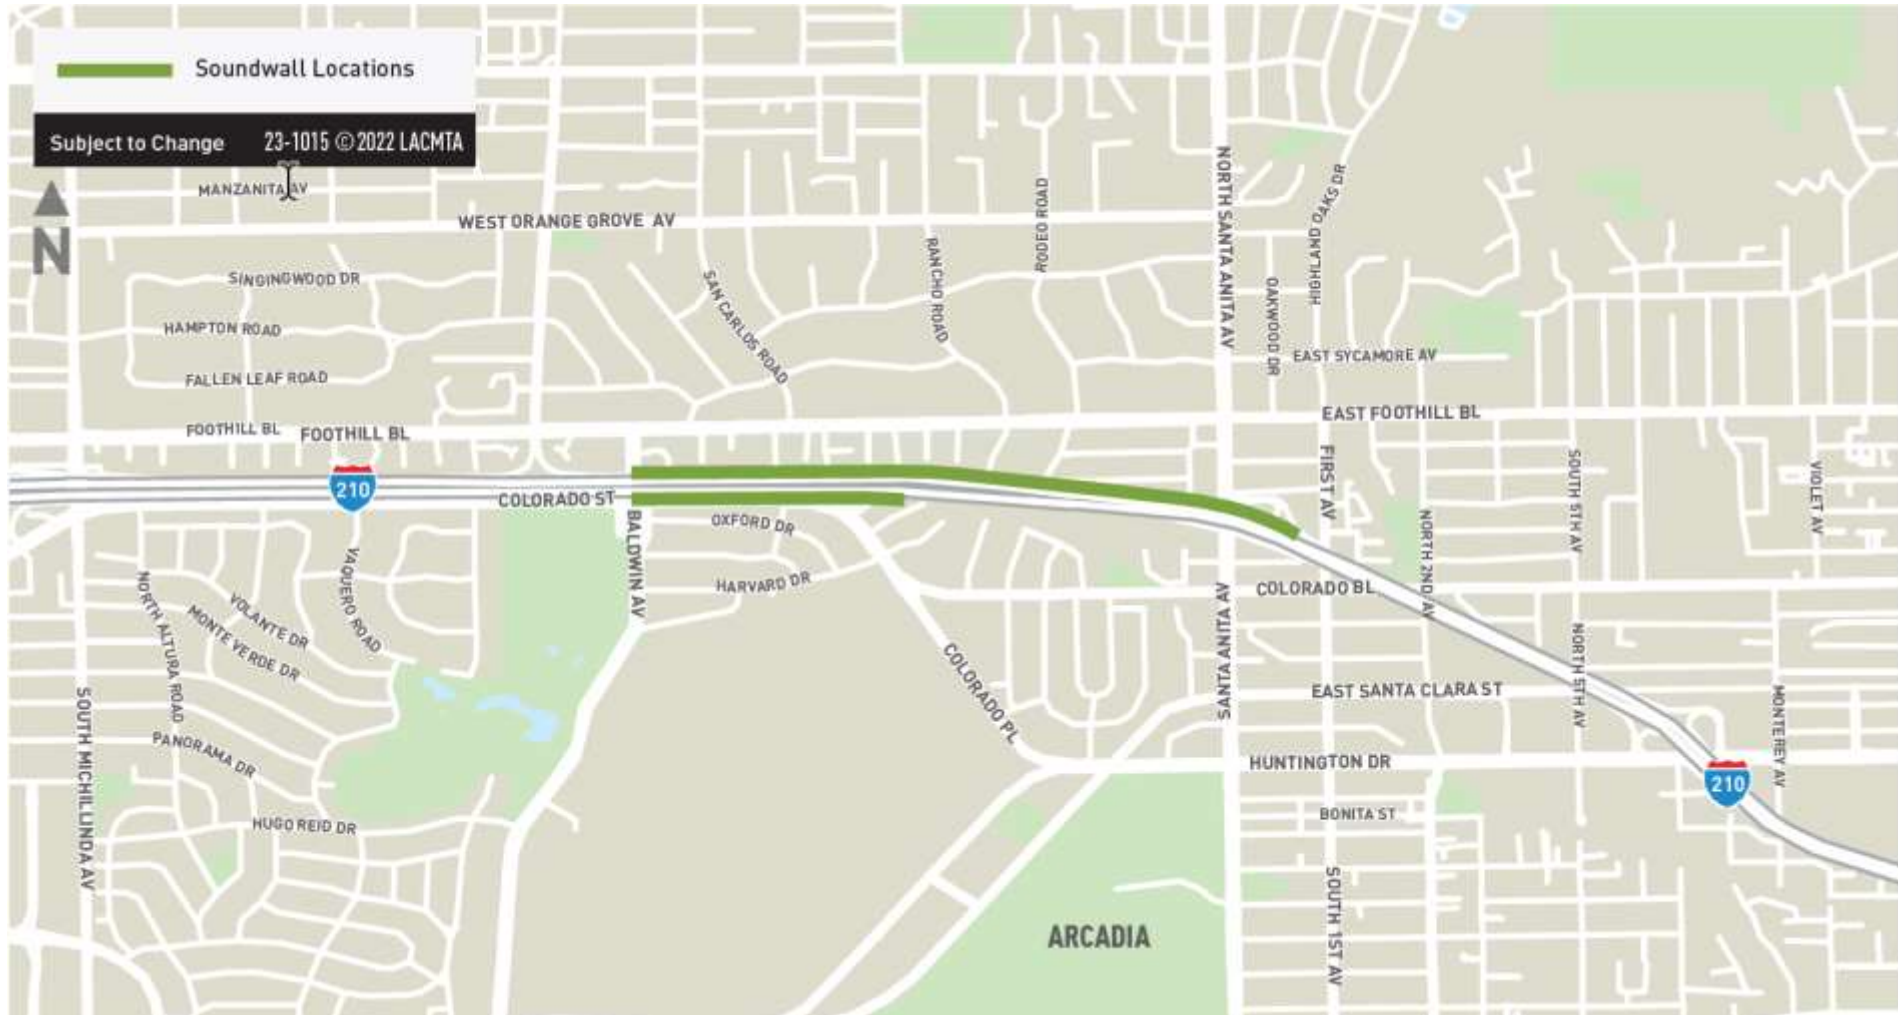 Soundwall Locations
Subject to Change 23-1015 ©2022 LACMTA
MANZANITA AV
N
WEST ORANGE GROVE AV
SINGINGWOOD DR
HAMPTON ROAD
FALLEN LEAF ROAD
FOOTHILL BL
FOOTHILL BL
SAN CARLOS ROAD
RANCHO ROAD
RODEO ROAD
NORTH SANTA ANITA AV
OAKWOOD DR
HIGHLAND OAKS DR
EAST SYCAMORE AV
EAST FOOTHILL BL
210
COLORADO ST
BALDWIN AV
OXFORD DR
HARVARD DR
FIRST AV
NORTH 2ND AV
SOUTH 5TH AV
VIOLET AV
COLORADO BL
VAQUERO ROAD
VOLANTE DR
MONTE VERDE DR
NORTH ALTURA ROAD
PANORAMA DR
SOUTH MICHILLINDA AV
HUGO REID DR
COLORADO PL
SANTA ANITA AV
EAST SANTA CLARA ST
NORTH 5TH AV
MONTEREY AV
HUNTINGTON DR
210
BONITA ST
SOUTH 1ST AV
ARCADIA